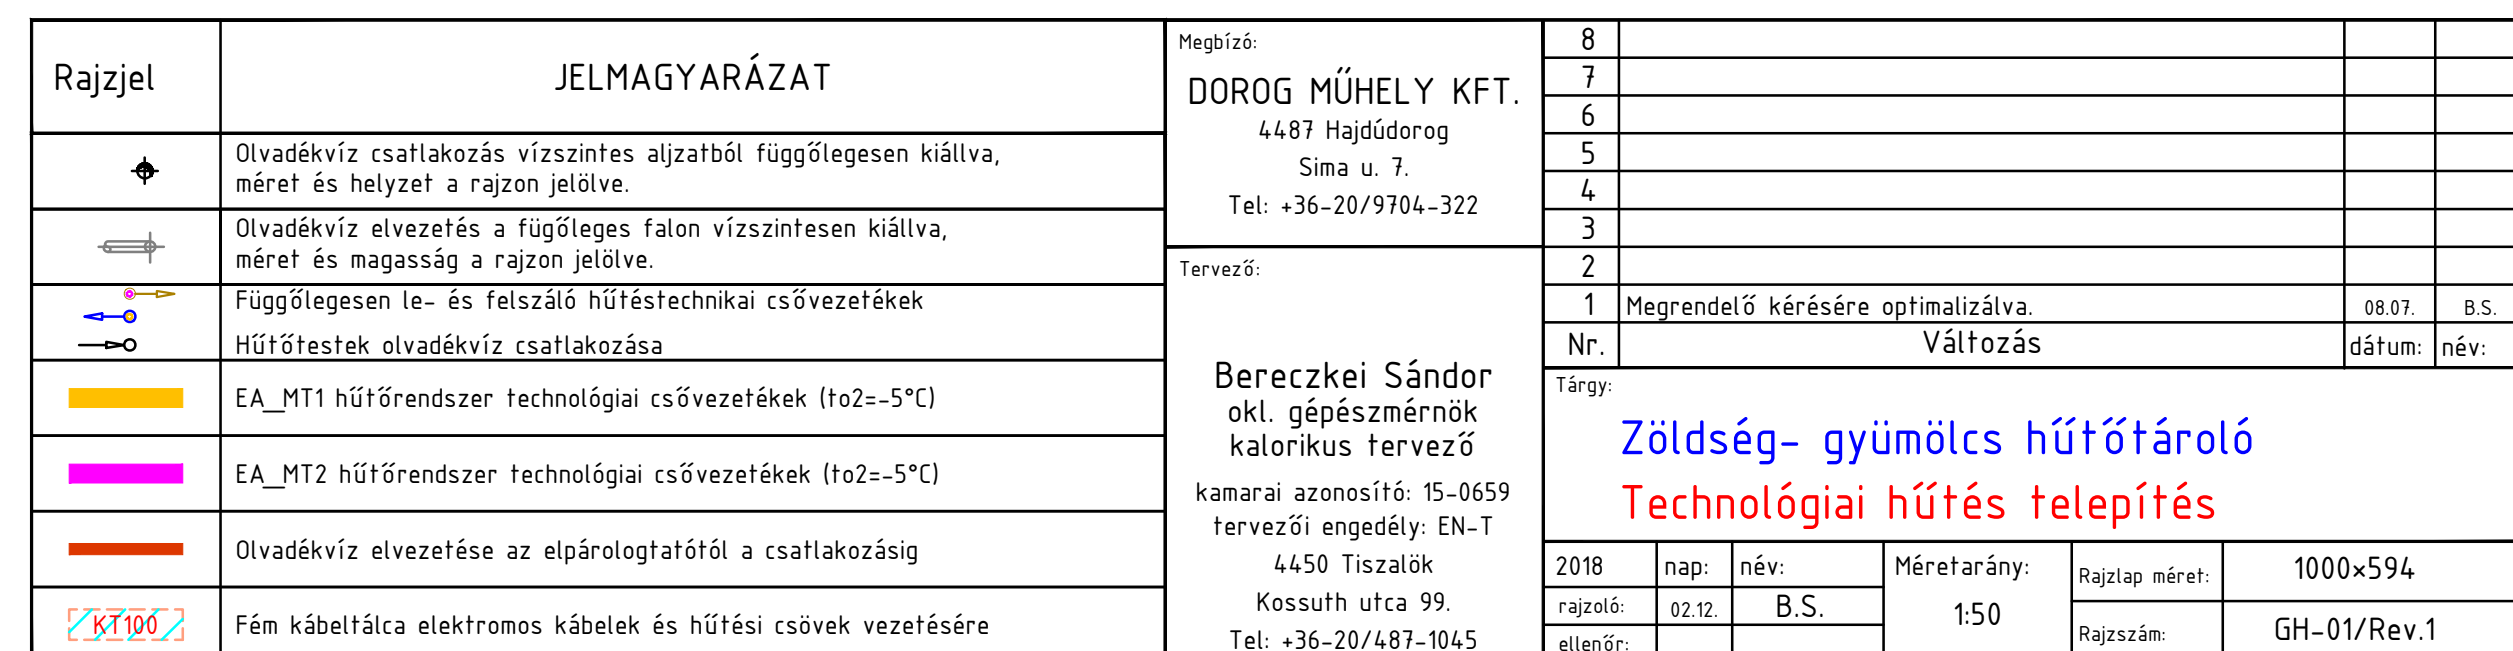 Rajzjel
JELMAGYARÁZAT
Olvadékvíz csatlakozás vízszintes aljzatból függőlegesen kiállva,
méret és helyzet a rajzon jelölve.
Olvadékvíz elvezetés a fügőleges falon vízszintesen kiállva,
méret és magasság a rajzon jelölve.
Függőlegesen le- és felszáló hűtéstechnikai csővezetékek
Hűtőtestek olvadékvíz csatlakozása
EA_MT1 hűtőrendszer technológiai csővezetékek (to2=-5°C)
EA_MT2 hűtőrendszer technológiai csővezetékek (to2=-5°C)
Olvadékvíz elvezetése az elpárologtatótól a csatlakozásig
KT100
Fém kábeltálca elektromos kábelek és hűtési csövek vezetésére
Megbízó:
DOROG MŰHELY KFT.
4487 Hajdúdorog
Sima u. 7.
Tel: +36-20/9704-322
Tervező:
Bereczkei Sándor
okl. gépészmérnök
kalorikus tervező
kamarai azonosító: 15-0659
tervezői engedély: EN-T
4450 Tiszalök
Kossuth utca 99.
Tel: +36-20/487-1045
8
7
6
5
4
3
2
1 Megrendelő kérésére optimalizálva. 08.07. B.S.
Nr. Változás dátum: név:
Tárgy:
Zöldség- gyümölcs hűtőtároló
Technológiai hűtés telepítés
2018 nap: név:
rajzoló: 02.12. B.S.
ellenőr:
Méretarány:
1:50
Rajzlap méret: 1000×594
Rajzszám: GH-01/Rev.1